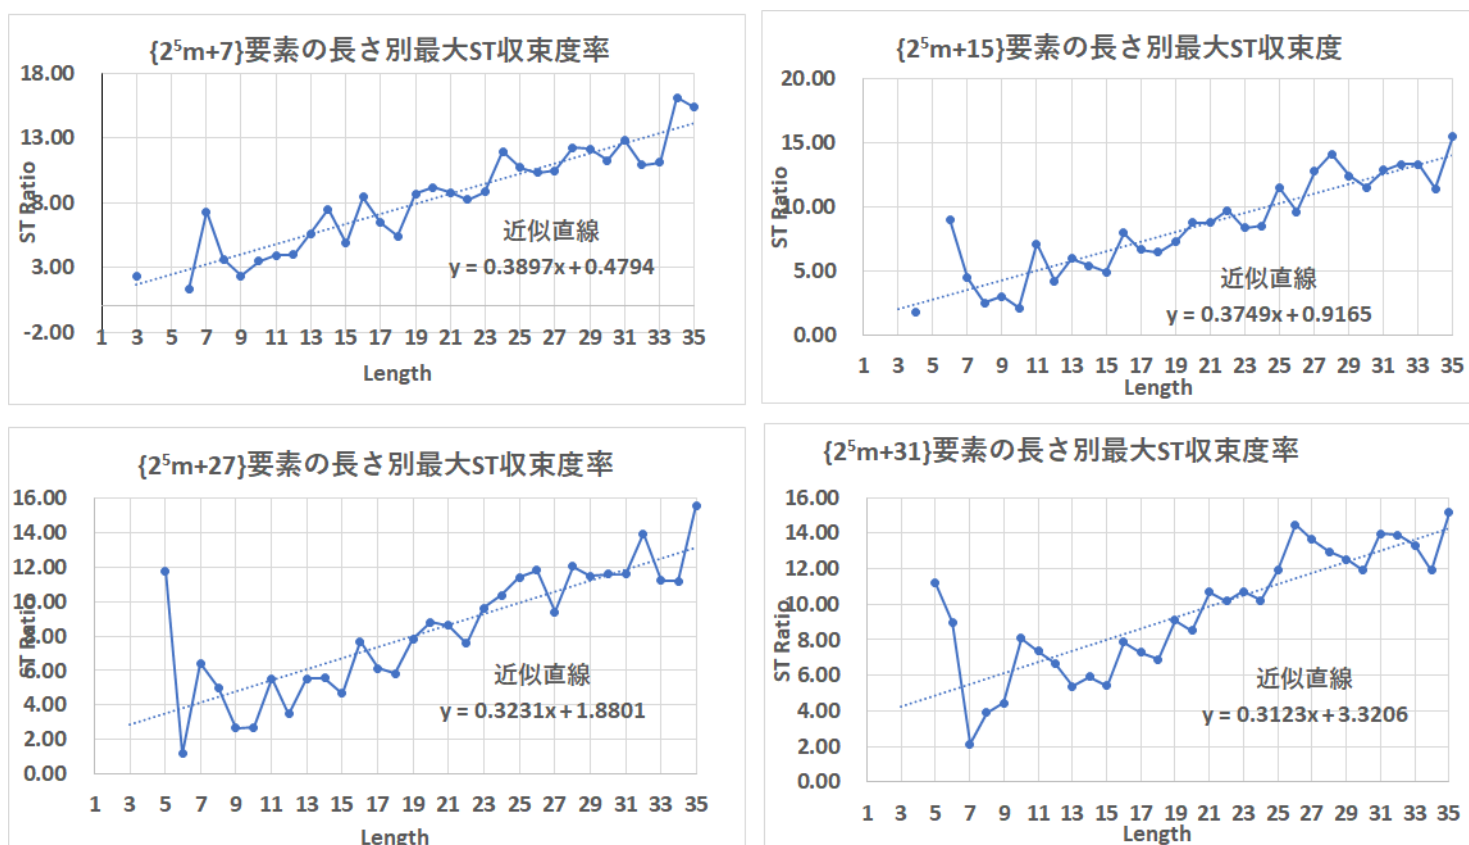 {2⁵m+7}要素の長さ別最大ST収束度率
18.00
13.00
8.00
3.00
-2.00
ST Ratio
近似直線
y = 0.3897x + 0.4794
1 3 5 7 9 11 13 15 17 19 21 23 25 27 29 31 33 35
Length
{2⁵m+15}要素の長さ別最大ST収束度
20.00
15.00
10.00
5.00
0.00
ST Ratio
近似直線
y = 0.3749x + 0.9165
1 3 5 7 9 11 13 15 17 19 21 23 25 27 29 31 33 35
Length
{2⁵m+27}要素の長さ別最大ST収束度率
16.00
14.00
12.00
10.00
8.00
6.00
4.00
2.00
0.00
ST Ratio
近似直線
y = 0.3231x + 1.8801
1 3 5 7 9 11 13 15 17 19 21 23 25 27 29 31 33 35
Length
{2⁵m+31}要素の長さ別最大ST収束度率
16.00
14.00
12.00
10.00
8.00
6.00
4.00
2.00
0.00
ST Ratio
近似直線
y = 0.3123x + 3.3206
1 3 5 7 9 11 13 15 17 19 21 23 25 27 29 31 33 35
Length